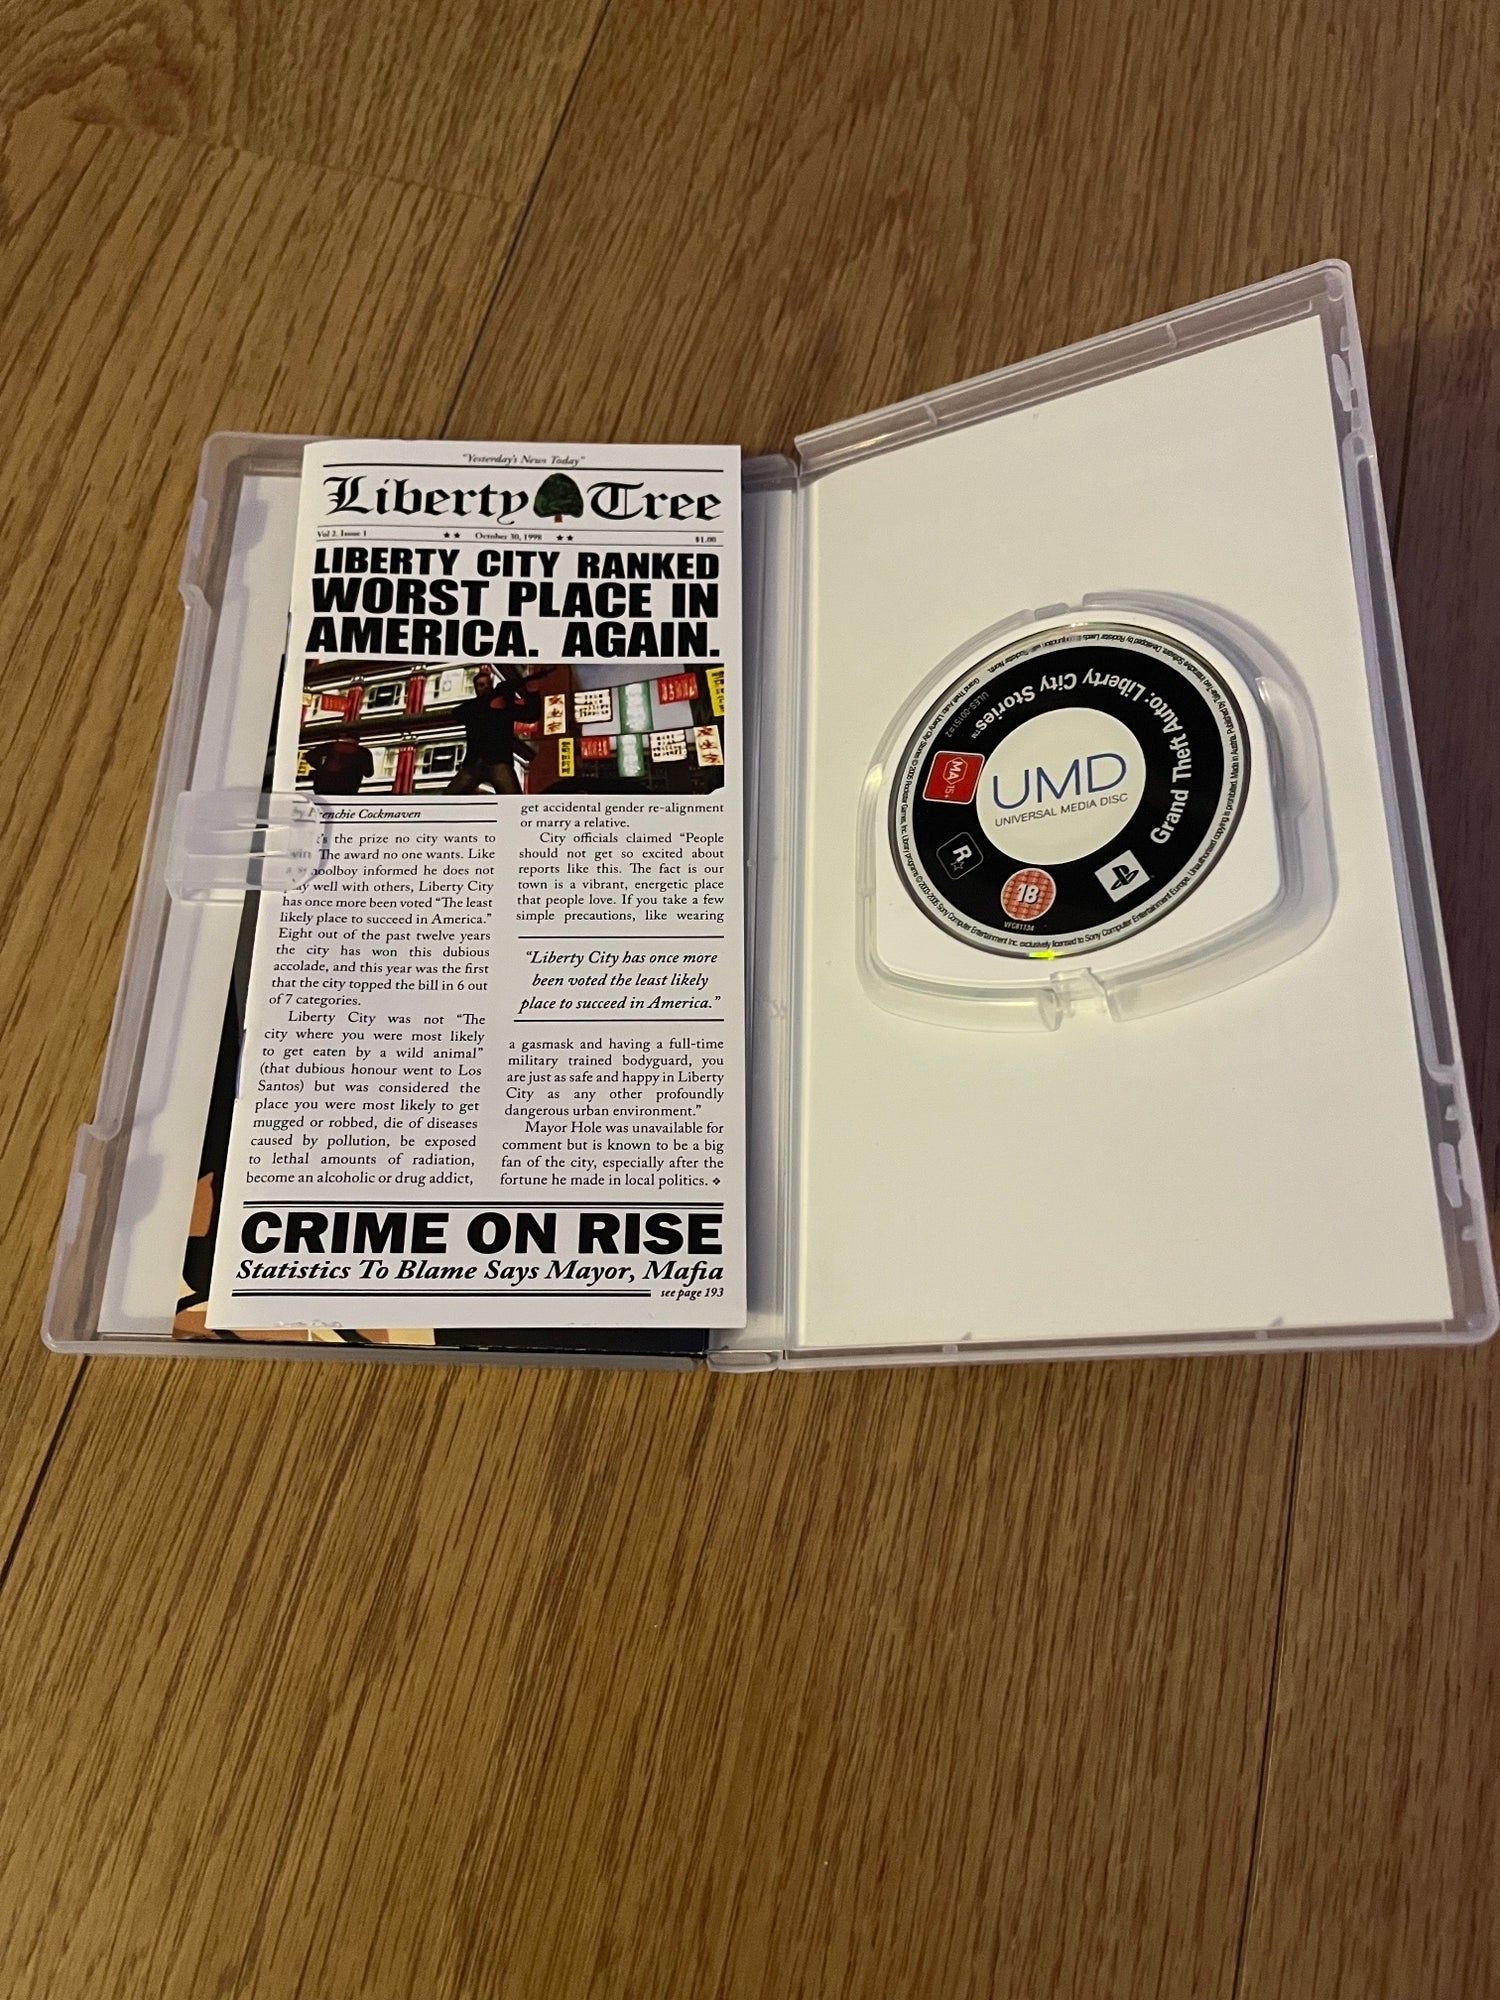 "Yesterday's News Today"
Liberty Tree
Vol 2. Issue 1 ★★ October 30, 1998 ★★ $1.00
LIBERTY CITY RANKED
WORST PLACE IN
AMERICA. AGAIN.
by Frenchie Cockmaven
the prize no city wants to
The award no one wants. Like
schoolboy informed he does not
well with others, Liberty City
has once more been voted "The least
likely place to succeed in America."
Eight out of the past twelve years
the city has won this dubious
accolade, and this year was the first
that the city topped the bill in 6 out
of 7 categories.
Liberty City was not "The
city where you were most likely
to get eaten by a wild animal"
(that dubious honour went to Los
Santos) but was considered the
place you were most likely to get
mugged or robbed, die of diseases
caused by pollution, be exposed
to lethal amounts of radiation,
become an alcoholic or drug addict,
get accidental gender re-alignment
or marry a relative.
City officials claimed "People
should not get so excited about
reports like this. The fact is our
town is a vibrant, energetic place
that people love. If you take a few
simple precautions, like wearing
"Liberty City has once more
been voted the least likely
place to succeed in America."
a gasmask and having a full-time
military trained bodyguard, you
are just as safe and happy in Liberty
City as any other profoundly
dangerous urban environment."
Mayor Hole was unavailable for
comment but is known to be a big
fan of the city, especially after the
fortune he made in local politics. ❖
CRIME ON RISE
Statistics To Blame Says Mayor, Mafia
see page 193
Grand Theft Auto: Liberty City Stories™
UMD
UNIVERSAL MEDIA DISC
MA 15+
R
18
VFG81134